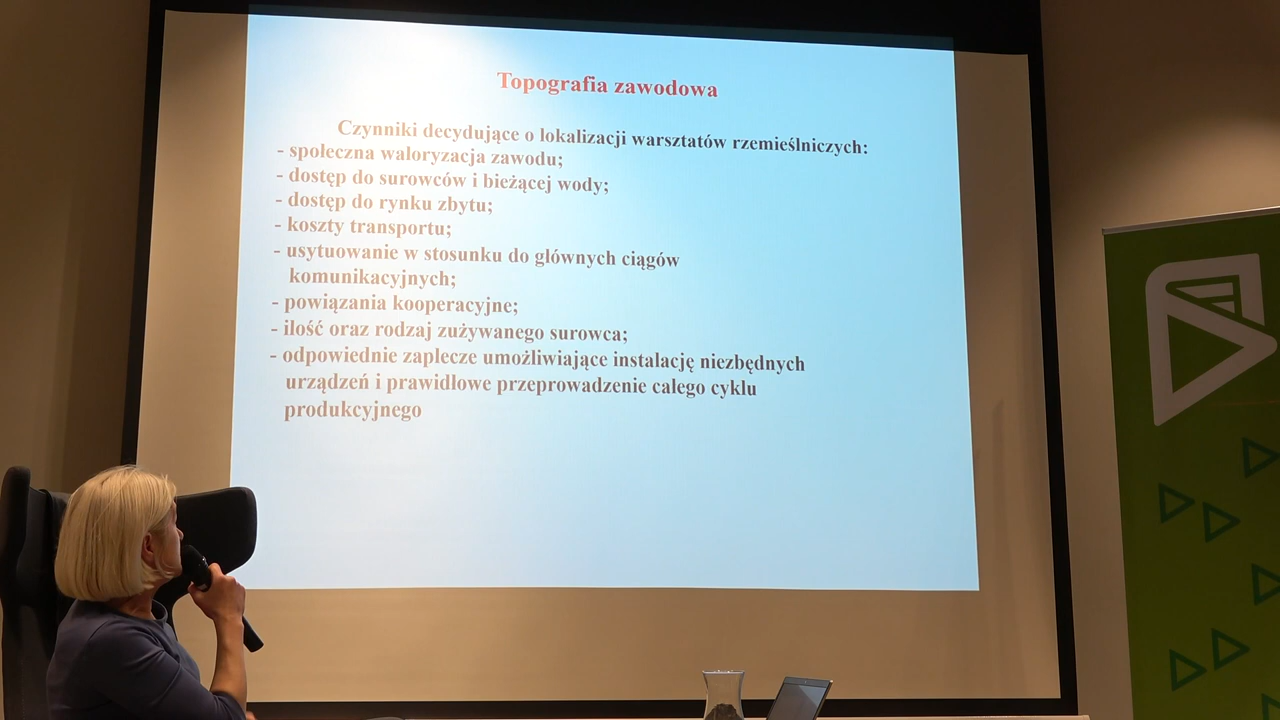 Topografia zawodowa
Czynniki decydujące o lokalizacji warsztatów rzemieślniczych:
- społeczna waloryzacja zawodu;
- dostęp do surowców i bieżącej wody;
- dostęp do rynku zbytu;
- koszty transportu;
- usytuowanie w stosunku do głównych ciągów
komunikacyjnych;
- powiązania kooperacyjne;
- ilość oraz rodzaj zużywanego surowca;
- odpowiednie zaplecze umożliwiające instalację niezbędnych
urządzeń i prawidłowe przeprowadzenie całego cyklu
produkcyjnego